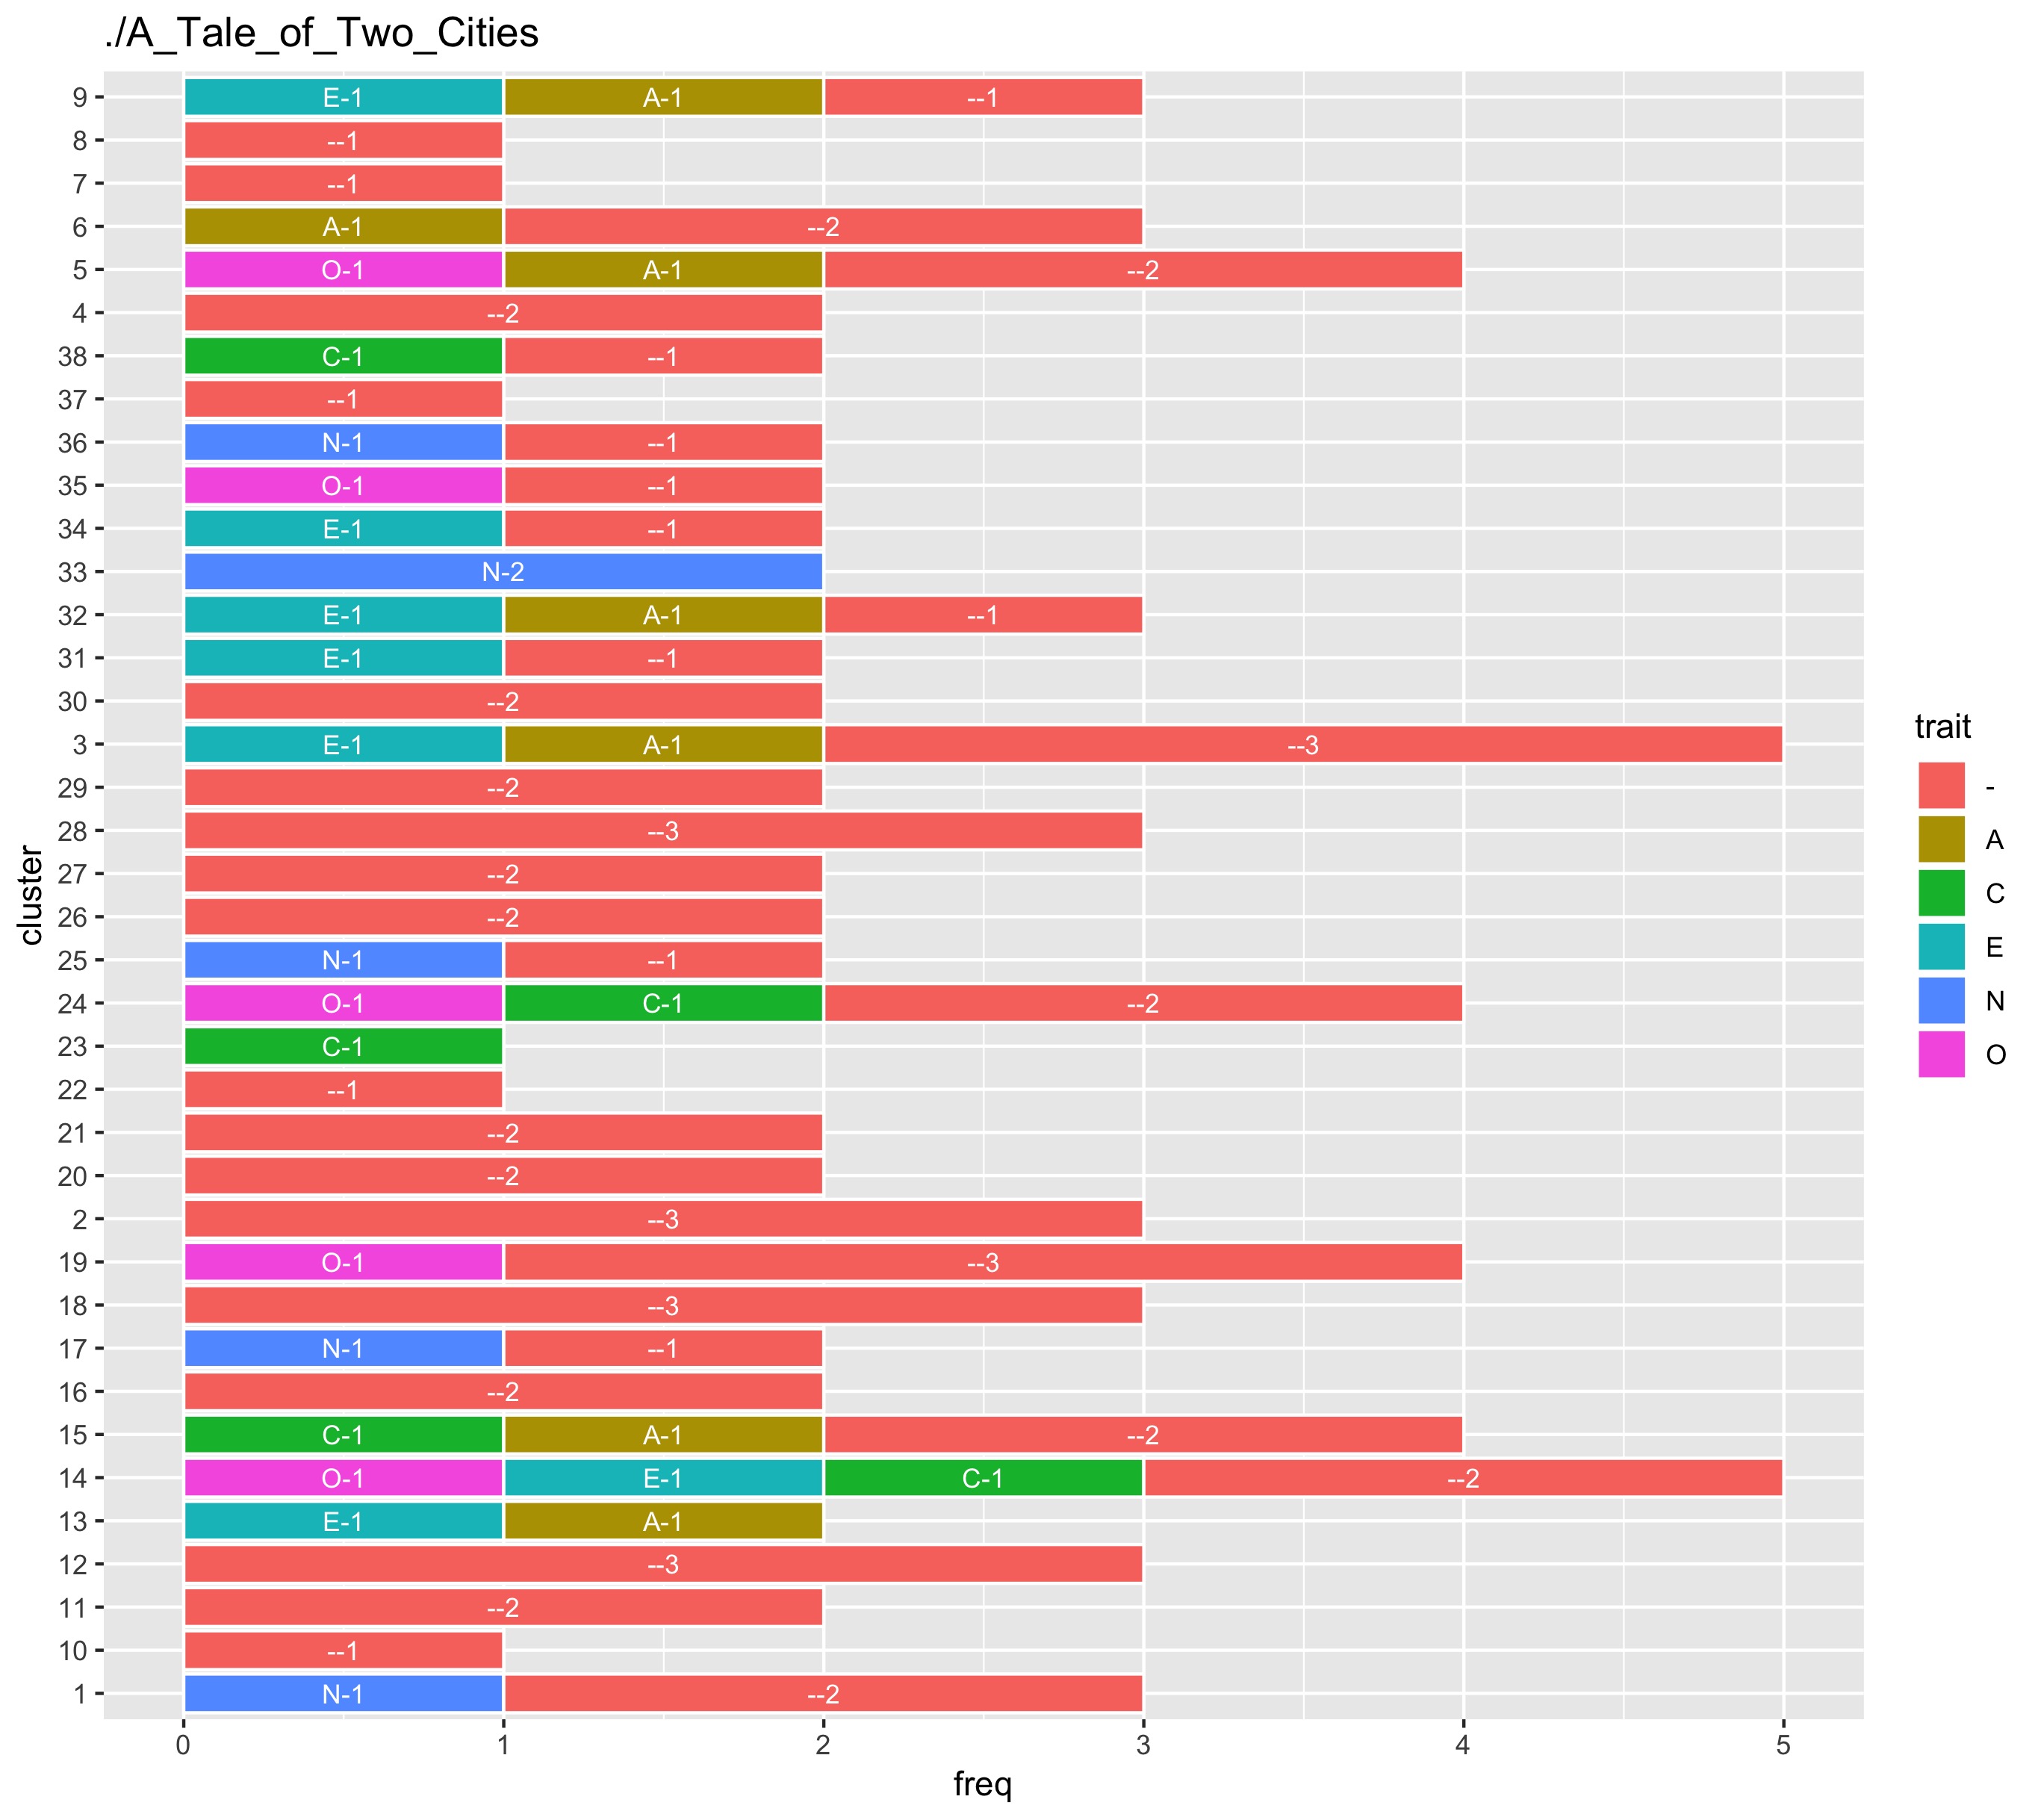 ./A_Tale_of_Two_Cities
9 E-1 A-1 --1
8 --1
7 --1
6 A-1 --2
5 O-1 A-1 --2
4 --2
38 C-1 --1
37 --1
36 N-1 --1
35 O-1 --1
34 E-1 --1
33 N-2
32 E-1 A-1 --1
31 E-1 --1
30 --2
3 E-1 A-1 --3
29 --2
28 --3
27 --2
26 --2
25 N-1 --1
24 O-1 C-1 --2
23 C-1
22 --1
21 --2
20 --2
2 --3
19 O-1 --3
18 --3
17 N-1 --1
16 --2
15 C-1 A-1 --2
14 O-1 E-1 C-1 --2
13 E-1 A-1
12 --3
11 --2
10 --1
1 N-1 --2
0 1 2 3 4 5
freq
cluster
trait
-
A
C
E
N
O